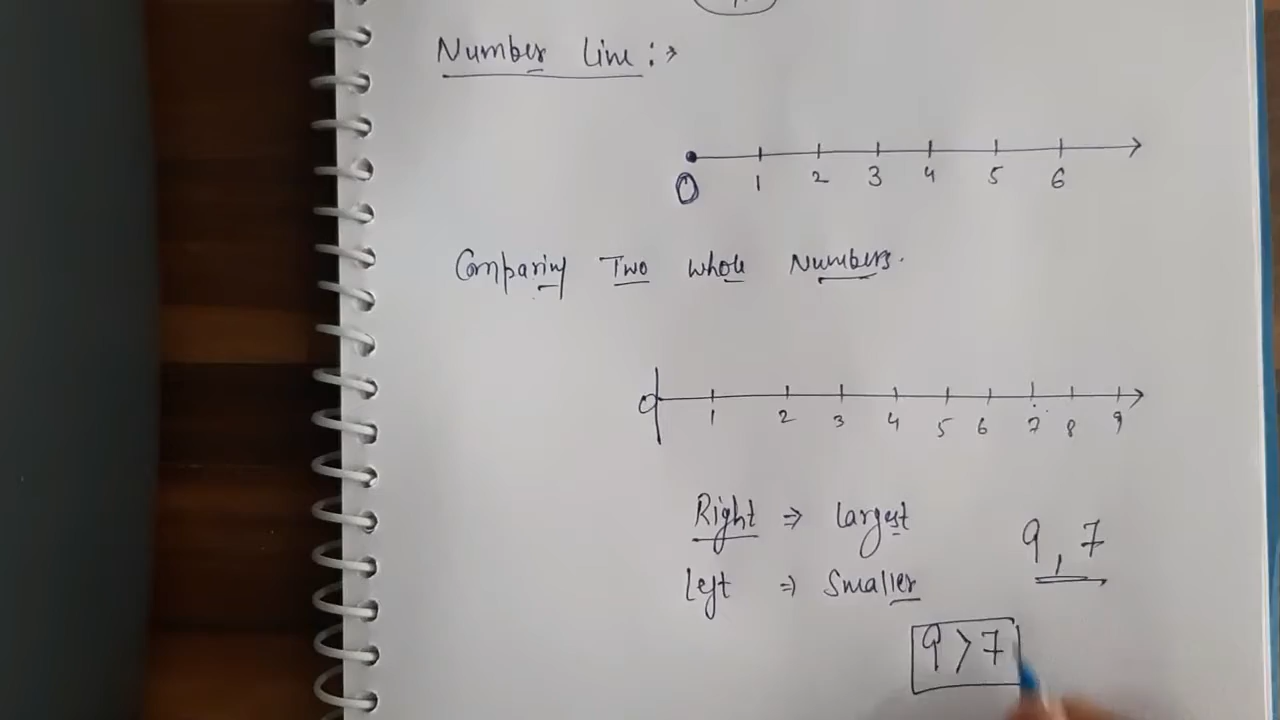 Number line :→
0 1 2 3 4 5 6
Comparing Two whole Numbers.
0 1 2 3 4 5 6 7 8 9
Right ⇒ largest
9, 7
Left ⇒ Smaller
9 > 7